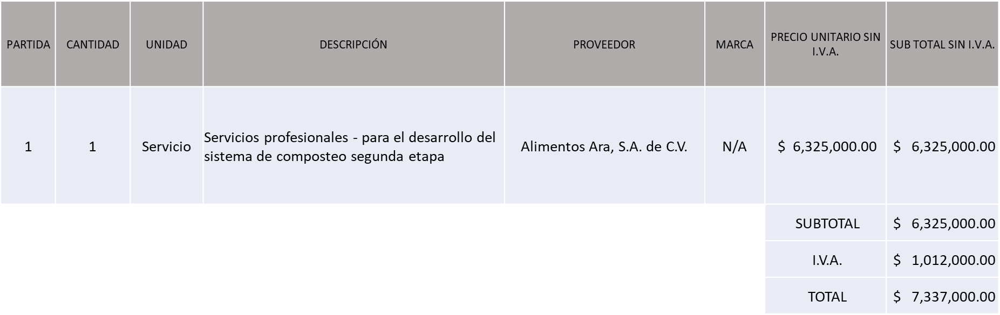 PARTIDA CANTIDAD UNIDAD DESCRIPCIÓN PROVEEDOR MARCA PRECIO UNITARIO SIN I.V.A. SUB TOTAL SIN I.V.A.
1 1 Servicio Servicios profesionales - para el desarrollo del
sistema de composteo segunda etapa Alimentos Ara, S.A. de C.V. N/A $ 6,325,000.00 $ 6,325,000.00
SUBTOTAL $ 6,325,000.00
I.V.A. $ 1,012,000.00
TOTAL $ 7,337,000.00